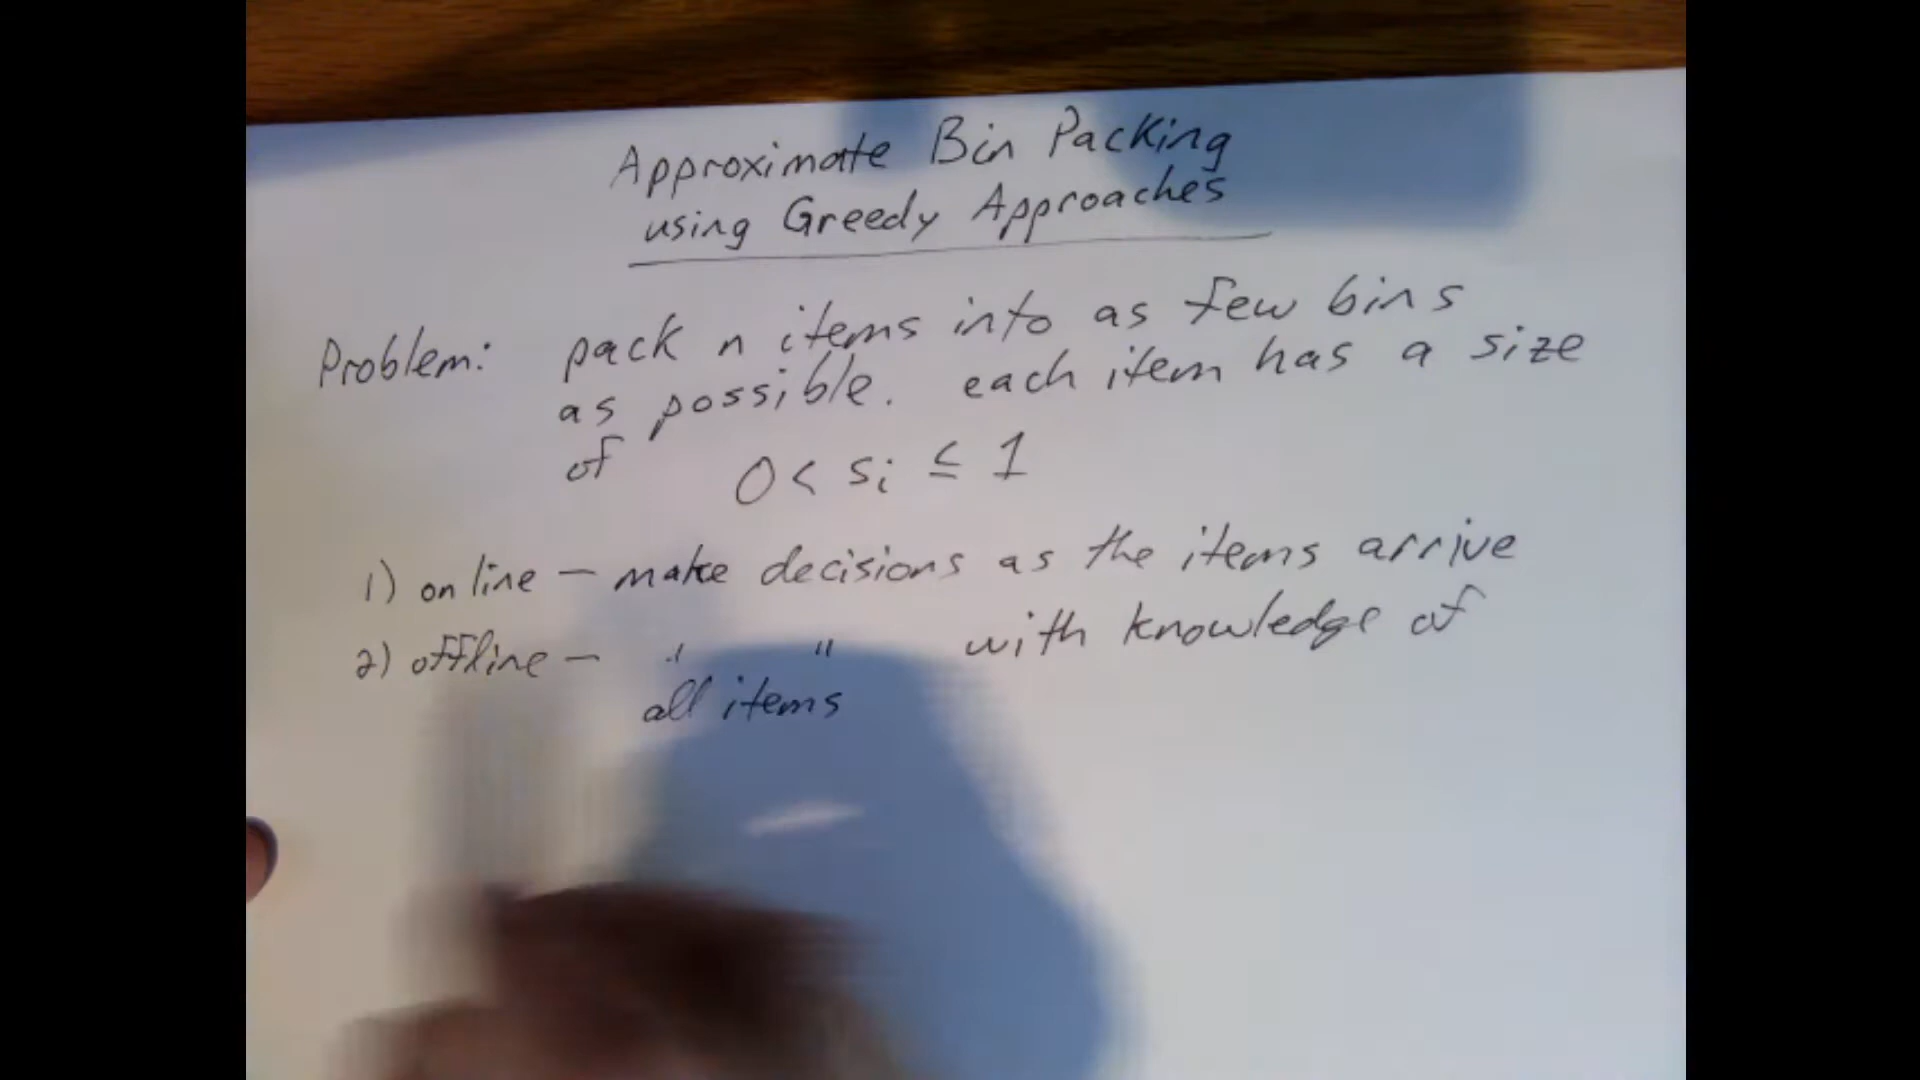 Approximate Bin Packing
using Greedy Approaches
Problem: pack n items into as few bins
as possible. each item has a size
of 0 < si ≤ 1
1) online — make decisions as the items arrive
2) offline — " " with knowledge of
all items